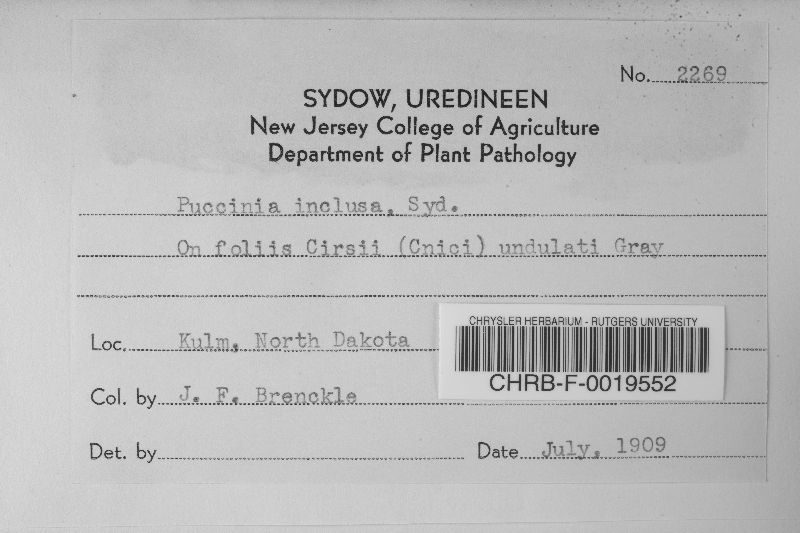 No. 2269
SYDOW, UREDINEEN
New Jersey College of Agriculture
Department of Plant Pathology
Puccinia inclusa, Syd.
On foliis Cirsii (Cnici) undulati Gray
Loc. Kulm, North Dakota
CHRYSLER HERBARIUM - RUTGERS UNIVERSITY
CHRB-F-0019552
Col. by J. F. Brenckle
Det. by
Date July, 1909